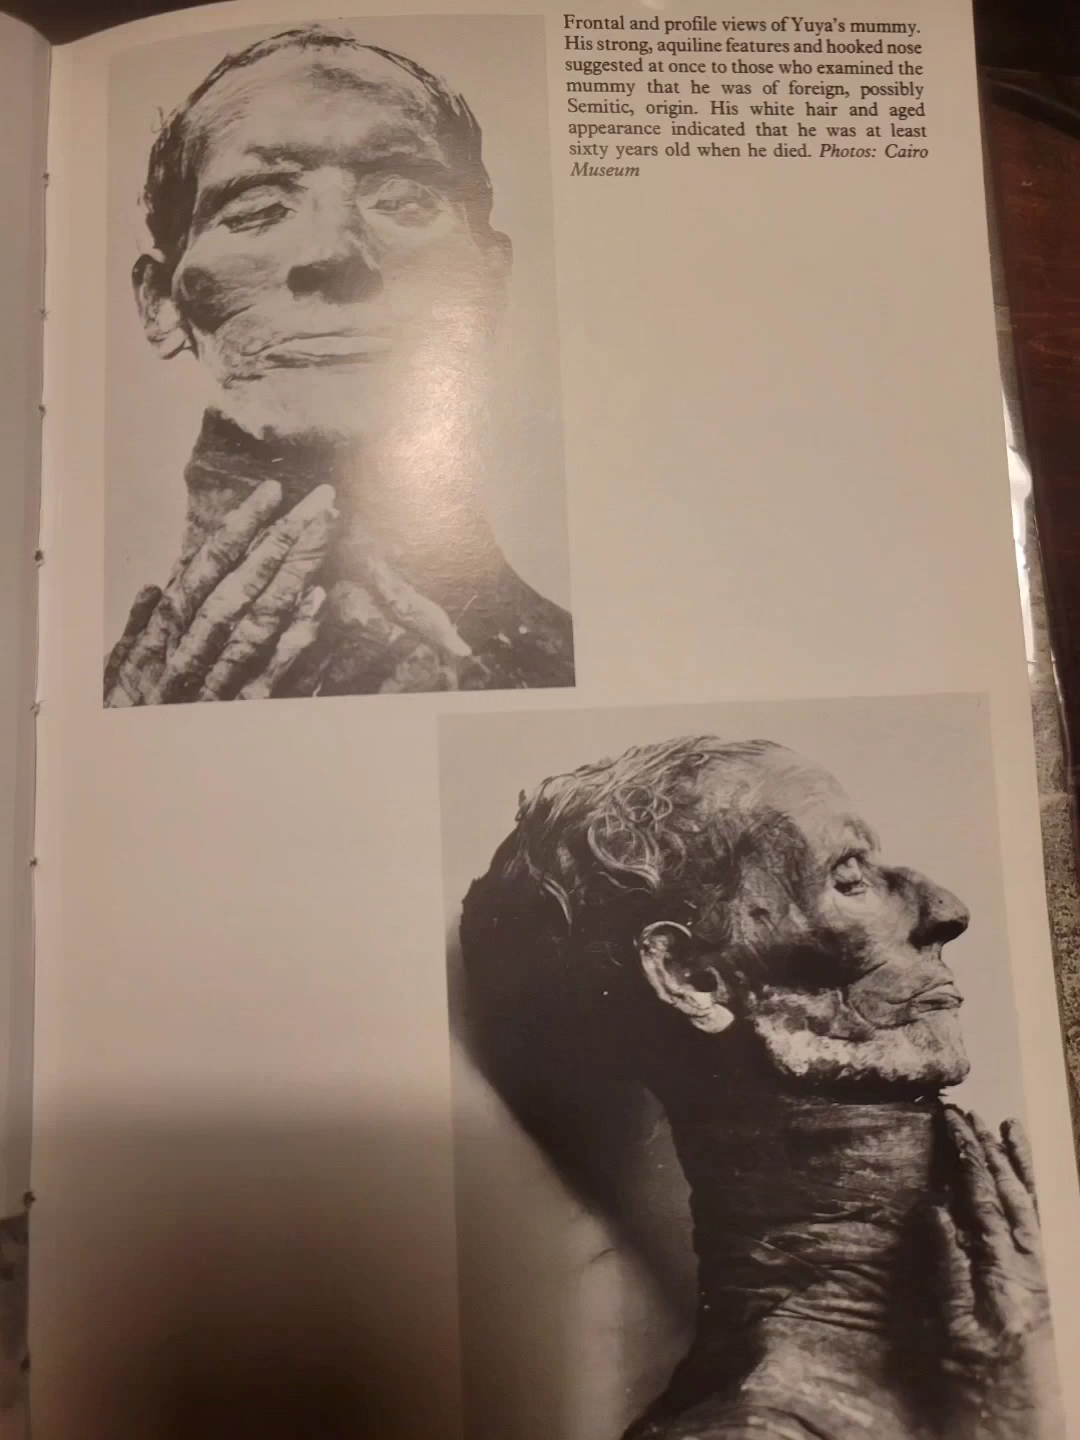 Frontal and profile views of Yuya's mummy.
His strong, aquiline features and hooked nose
suggested at once to those who examined the
mummy that he was of foreign, possibly
Semitic, origin. His white hair and aged
appearance indicated that he was at least
sixty years old when he died. Photos: Cairo
Museum